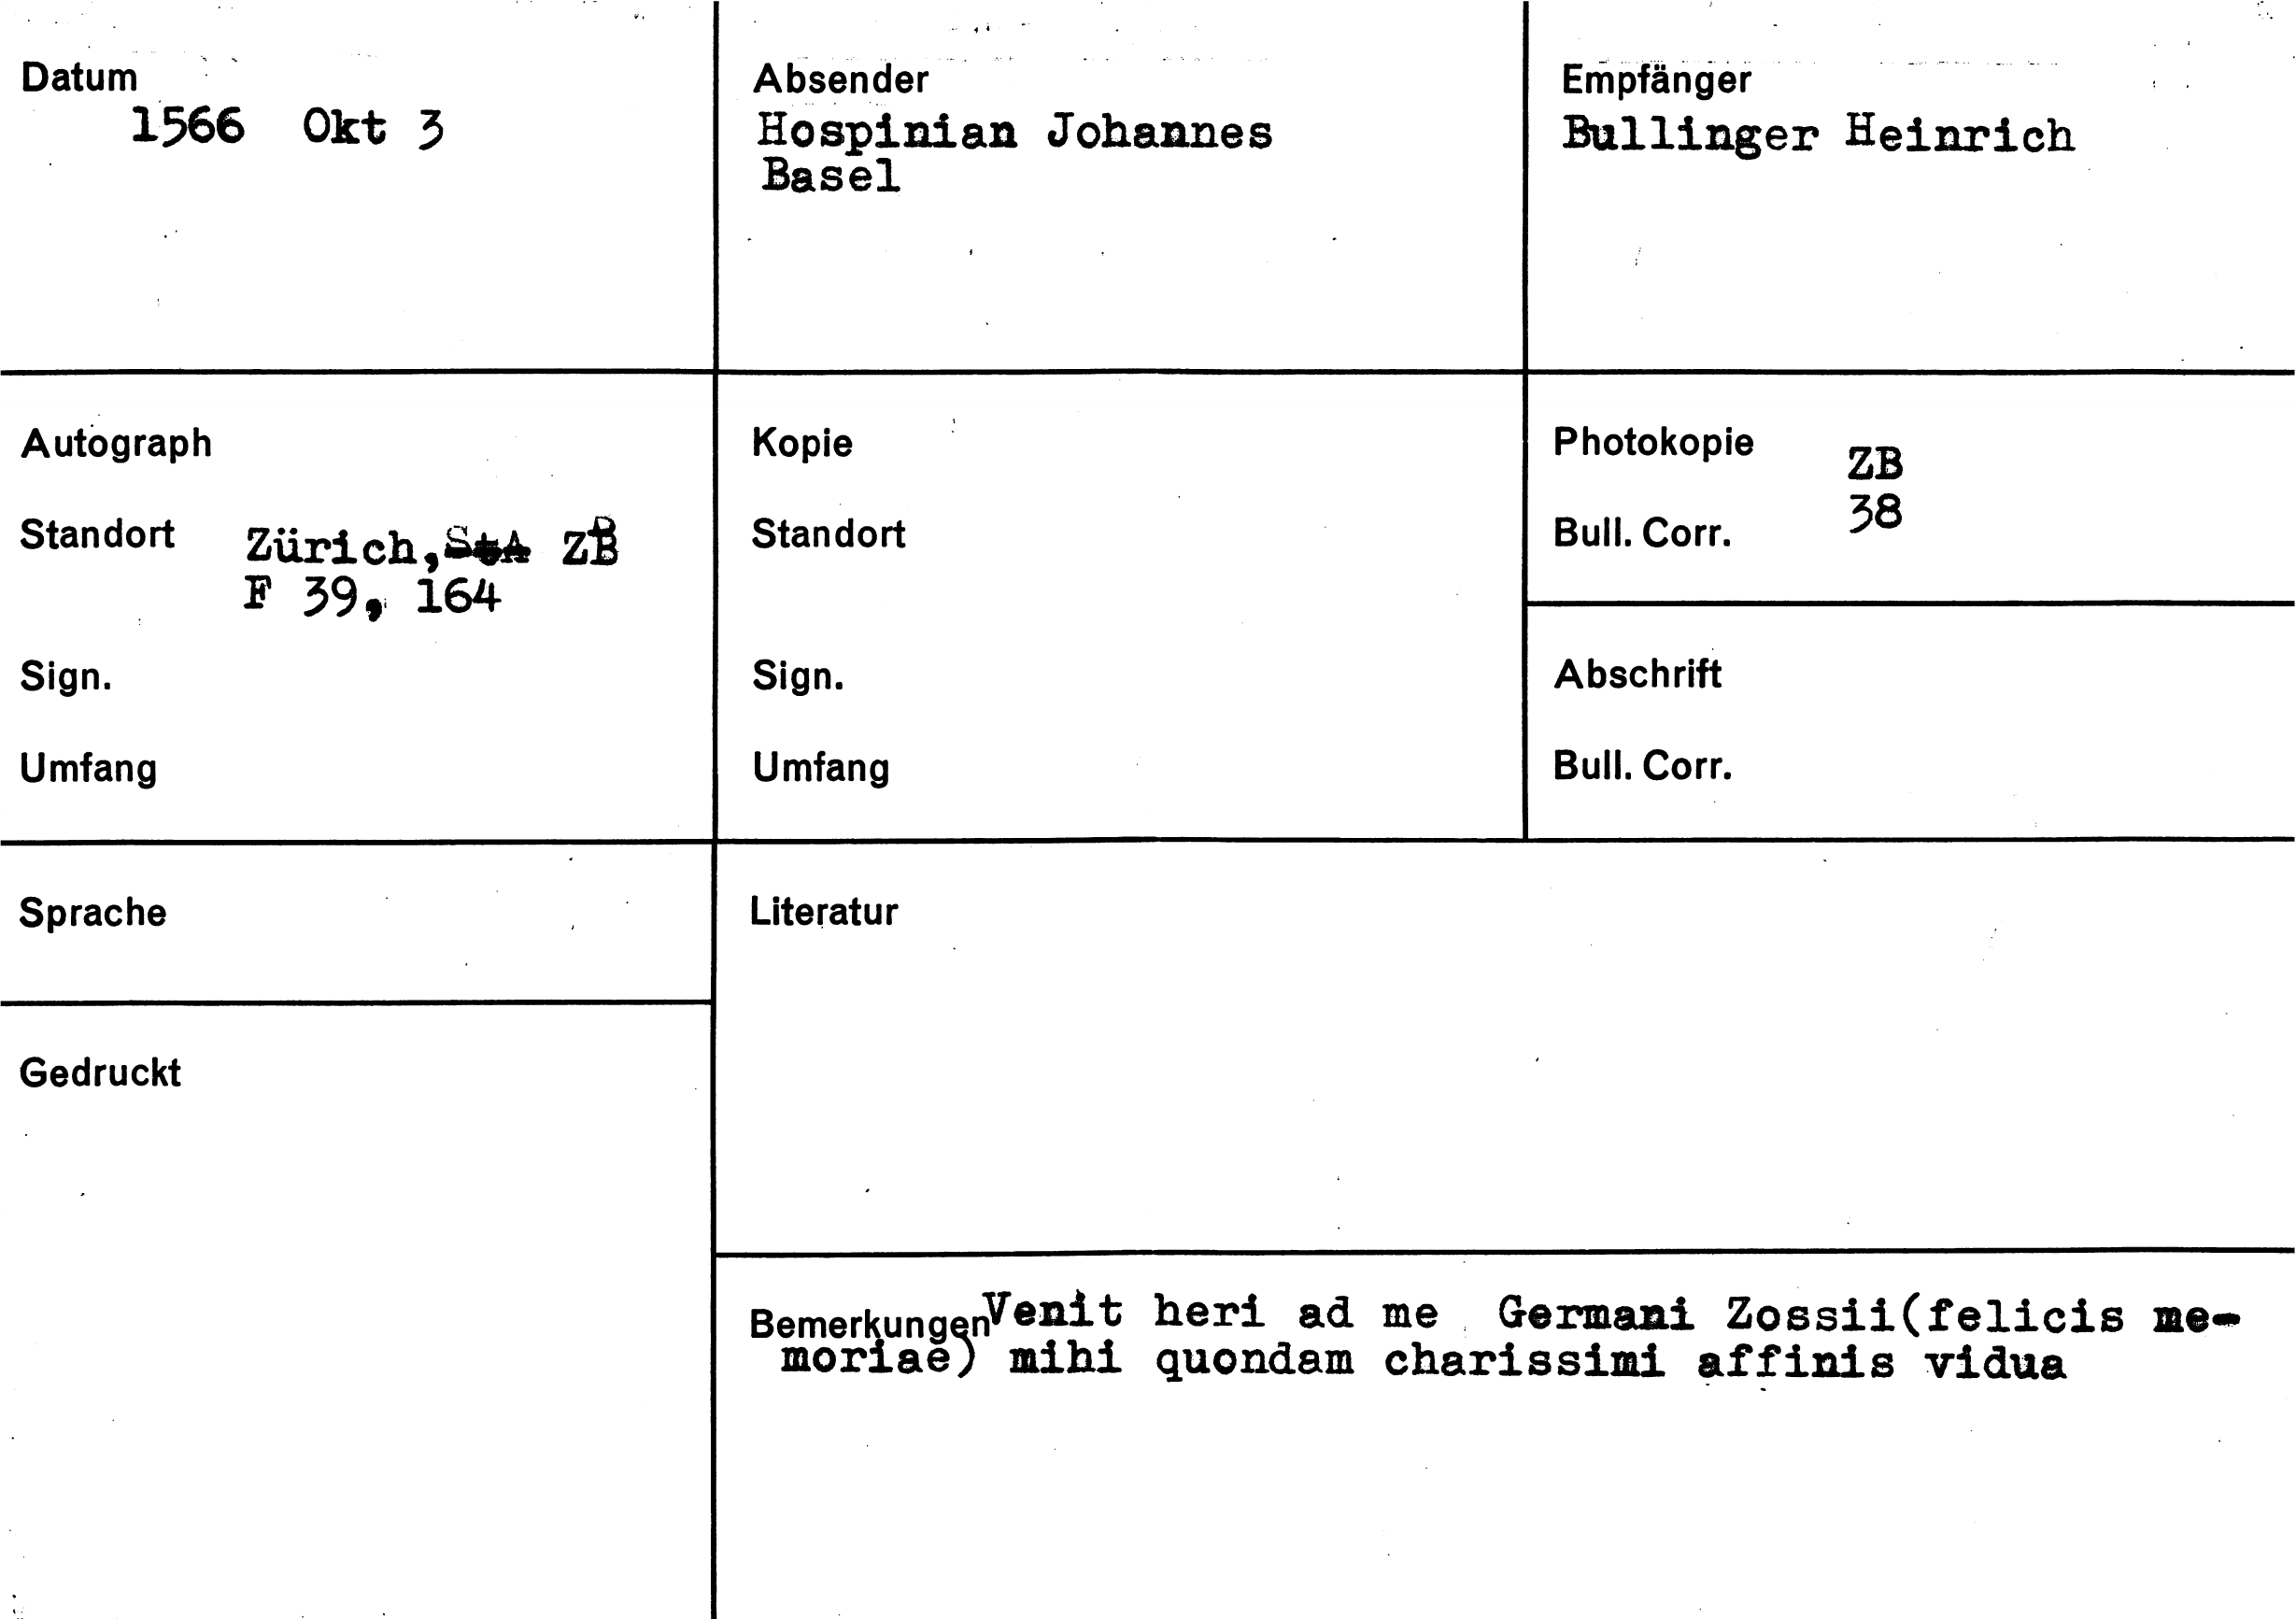 Datum
1566 Okt 3
Absender
Hospinian Johannes
Basel
Empfänger
Bullinger Heinrich
Autograph
Standort Zürich, StA ZB
F 39, 164
Sign.
Umfang
Kopie
Standort
Sign.
Umfang
Photokopie ZB
Bull. Corr. 38
Abschrift
Bull. Corr.
Sprache
Gedruckt
Literatur
Bemerkungen Venit heri ad me Germani Zossii(felicis me-
moriae) mihi quondam charissimi affinis vidua